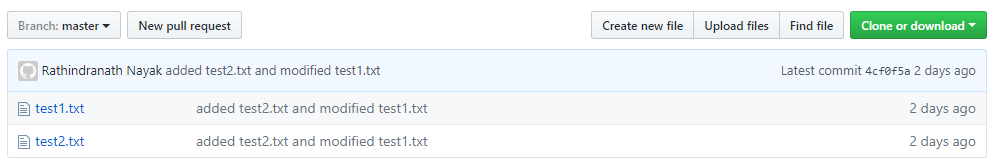 Branch: master New pull request Create new file Upload files Find file Clone or download
Rathindranath Nayak added test2.txt and modified test1.txt Latest commit 4cf0f5a 2 days ago
test1.txt added test2.txt and modified test1.txt 2 days ago
test2.txt added test2.txt and modified test1.txt 2 days ago